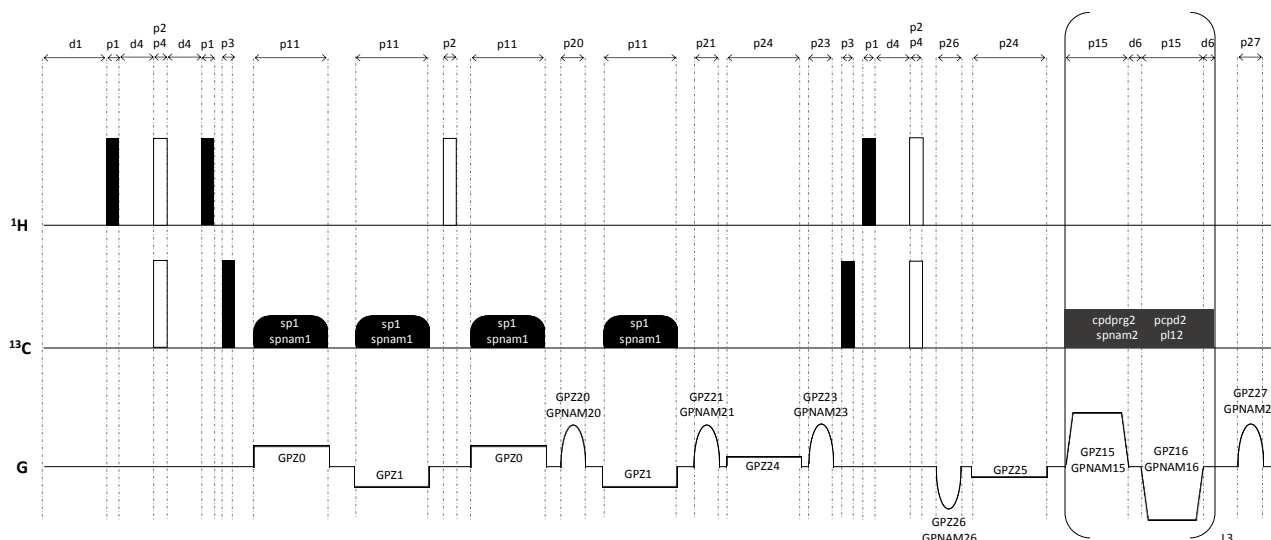 p2 p2
d1 p1 d4 p4 d4 p1 p3 p11 p11 p2 p11 p20 p11 p21 p24 p23 p3 p1 d4 p4 p26 p24 p15 d6 p15 d6 p27
¹H
sp1 sp1 sp1 sp1 cpdprg2 pcpd2
spnam1 spnam1 spnam1 spnam1 spnam2 pl12
¹³C
GPZ20 GPZ21 GPZ23 GPZ27
GPNAM20 GPNAM21 GPNAM23 GPNAM2
GPZ0 GPZ0 GPZ24 GPZ15 GPZ16
G
GPZ1 GPZ1 GPZ25 GPNAM15 GPNAM16
GPZ26
GPNAM26
L3